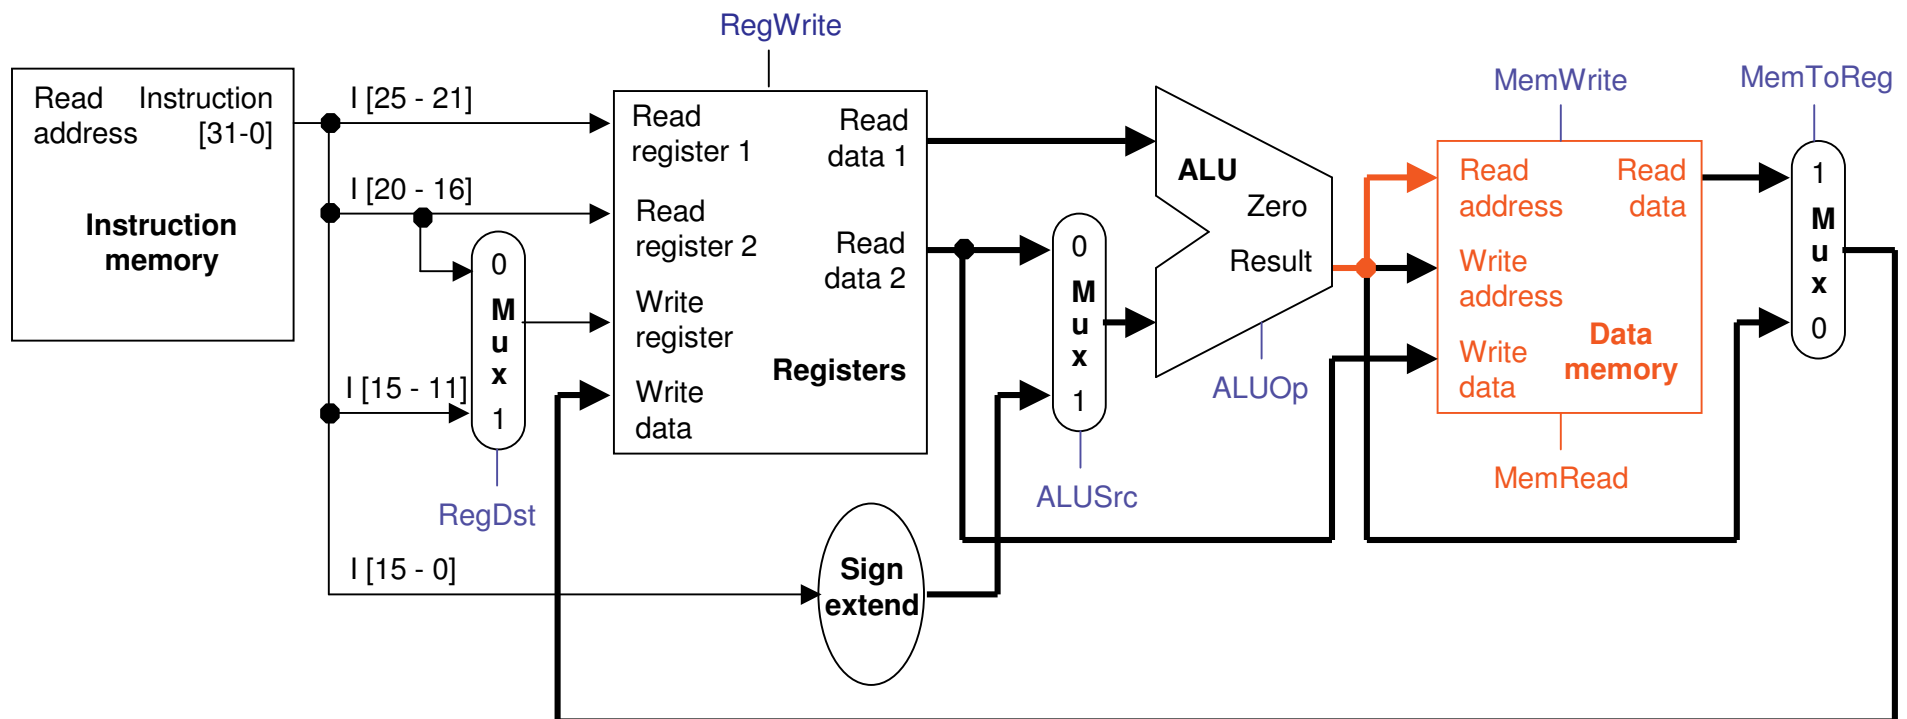 RegWrite
MemWrite
MemToReg
Read address
Instruction [31-0]
Instruction memory
I [25 - 21]
I [20 - 16]
I [15 - 11]
I [15 - 0]
0
Mux
1
RegDst
Read register 1
Read register 2
Write register
Write data
Read data 1
Read data 2
Registers
Sign extend
0
Mux
1
ALUSrc
ALU
Zero
Result
ALUOp
Read address
Write address
Write data
Read data
Data memory
MemRead
1
Mux
0